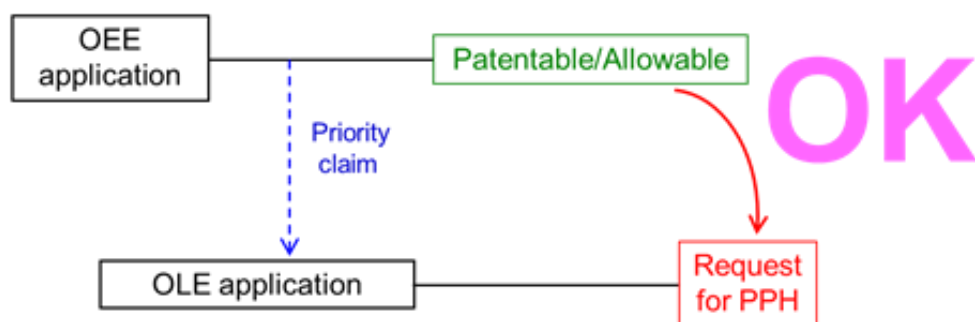 OEE
application
Patentable/Allowable
OK
Priority
claim
OLE application
Request
for PPH